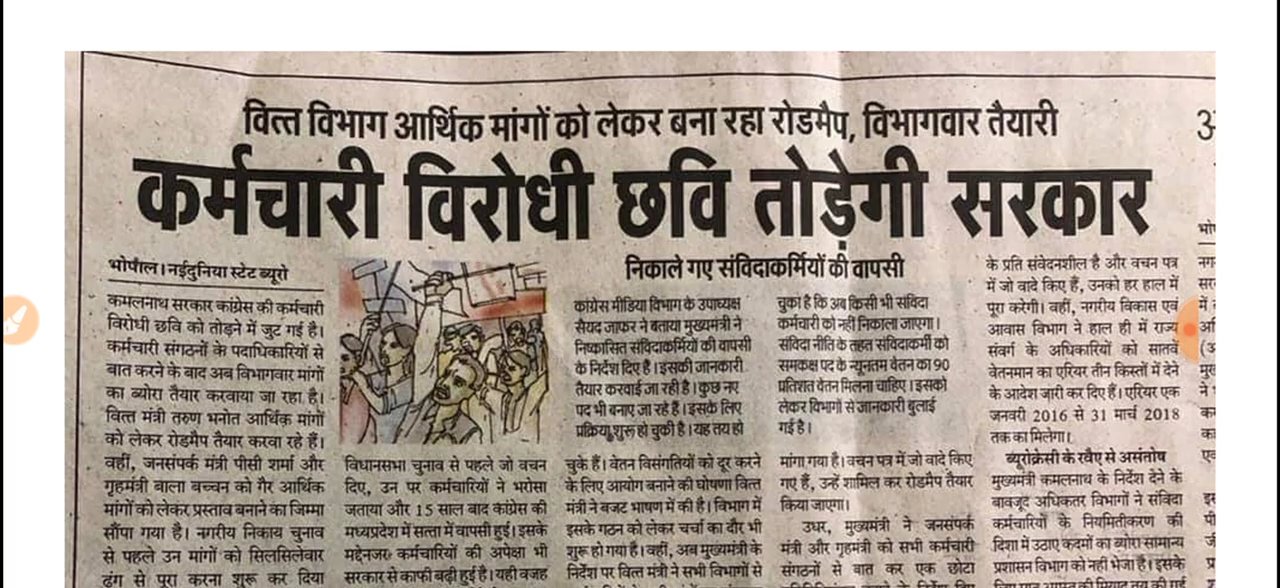 वित्त विभाग आर्थिक मांगों को लेकर बना रहा रोडमैप, विभागवार तैयारी
कर्मचारी विरोधी छवि तोड़ेगी सरकार
भोपाल। नईदुनिया स्टेट ब्यूरो
कमलनाथ सरकार कांग्रेस की कर्मचारी
विरोधी छवि को तोड़ने में जुट गई है।
कर्मचारी संगठनों के पदाधिकारियों से
बात करने के बाद अब विभागवार मांगों
का ब्योरा तैयार करवाया जा रहा है।
वित्त मंत्री तरुण भनोत आर्थिक मांगों
को लेकर रोडमैप तैयार करवा रहे हैं।
वहीं, जनसंपर्क मंत्री पीसी शर्मा और
गृहमंत्री बाला बच्चन को गैर आर्थिक
मांगों को लेकर प्रस्ताव बनाने का जिम्मा
सौंपा गया है। नगरीय निकाय चुनाव
से पहले उन मांगों को सिलसिलेवार
ढंग से पूरा करना शुरू कर दिया
विधानसभा चुनाव से पहले जो वचन
दिए, उन पर कर्मचारियों ने भरोसा
जताया और 15 साल बाद कांग्रेस की
मध्यप्रदेश में सत्ता में वापसी हुई। इसके
मद्देनजर कर्मचारियों की अपेक्षा भी
सरकार से काफी बढ़ी हुई है। यही वजह
निकाले गए संविदाकर्मियों की वापसी
कांग्रेस मीडिया विभाग के उपाध्यक्ष
सैयद जाफर ने बताया मुख्यमंत्री ने
निष्कासित संविदाकर्मियों की वापसी
के निर्देश दिए हैं। इसकी जानकारी
तैयार करवाई जा रही है। कुछ नए
पद भी बनाए जा रहे हैं। इसके लिए
प्रक्रिया शुरू हो चुकी है। यह तय हो
चुका है कि अब किसी भी संविदा
कर्मचारी को नहीं निकाला जाएगा।
संविदा नीति के तहत संविदाकर्मी को
समकक्ष पद के न्यूनतम वेतन का 90
प्रतिशत वेतन मिलना चाहिए। इसको
लेकर विभागों से जानकारी बुलाई
गई है।
चुके हैं। वेतन विसंगतियों को दूर करने
के लिए आयोग बनाने की घोषणा वित्त
मंत्री ने बजट भाषण में की है। विभाग में
इसके गठन को लेकर चर्चा का दौर भी
शुरू हो गया है। वहीं, अब मुख्यमंत्री के
निर्देश पर वित्त मंत्री ने सभी विभागों से
मांगा गया है। वचन पत्र में जो वादे किए
गए हैं, उन्हें शामिल कर रोडमैप तैयार
किया जाएगा।
उधर, मुख्यमंत्री ने जनसंपर्क
मंत्री और गृहमंत्री को सभी कर्मचारी
संगठनों से बात कर एक छोटा
के प्रति संवेदनशील है और वचन पत्र
में जो वादे किए हैं, उनको हर हाल में
पूरा करेगी। वहीं, नगरीय विकास एवं
आवास विभाग ने हाल ही में राज्य
संवर्ग के अधिकारियों को सातवें
वेतनमान का एरियर तीन किस्तों में देने
के आदेश जारी कर दिए हैं। एरियर एक
जनवरी 2016 से 31 मार्च 2018
तक का मिलेगा।
ब्यूरोक्रेसी के रवैए से असंतोष
मुख्यमंत्री कमलनाथ के निर्देश देने के
बावजूद अधिकतर विभागों ने संविदा
कर्मचारियों के नियमितीकरण की
दिशा में उठाए कदमों का ब्योरा सामान्य
प्रशासन विभाग को नहीं भेजा है। इसके